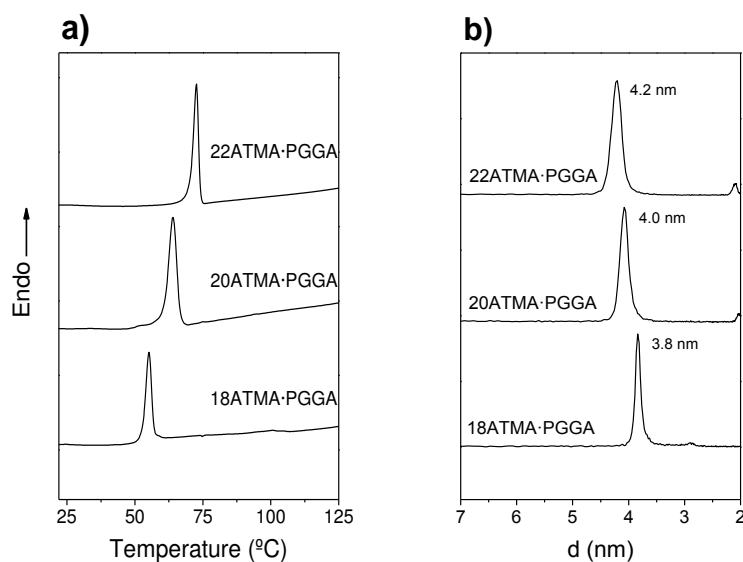 a)
22ATMA·PGGA
20ATMA·PGGA
18ATMA·PGGA
Endo
25 50 75 100 125
Temperature (ºC)
b)
4.2 nm
22ATMA·PGGA
4.0 nm
20ATMA·PGGA
3.8 nm
18ATMA·PGGA
7 6 5 4 3 2
d (nm)